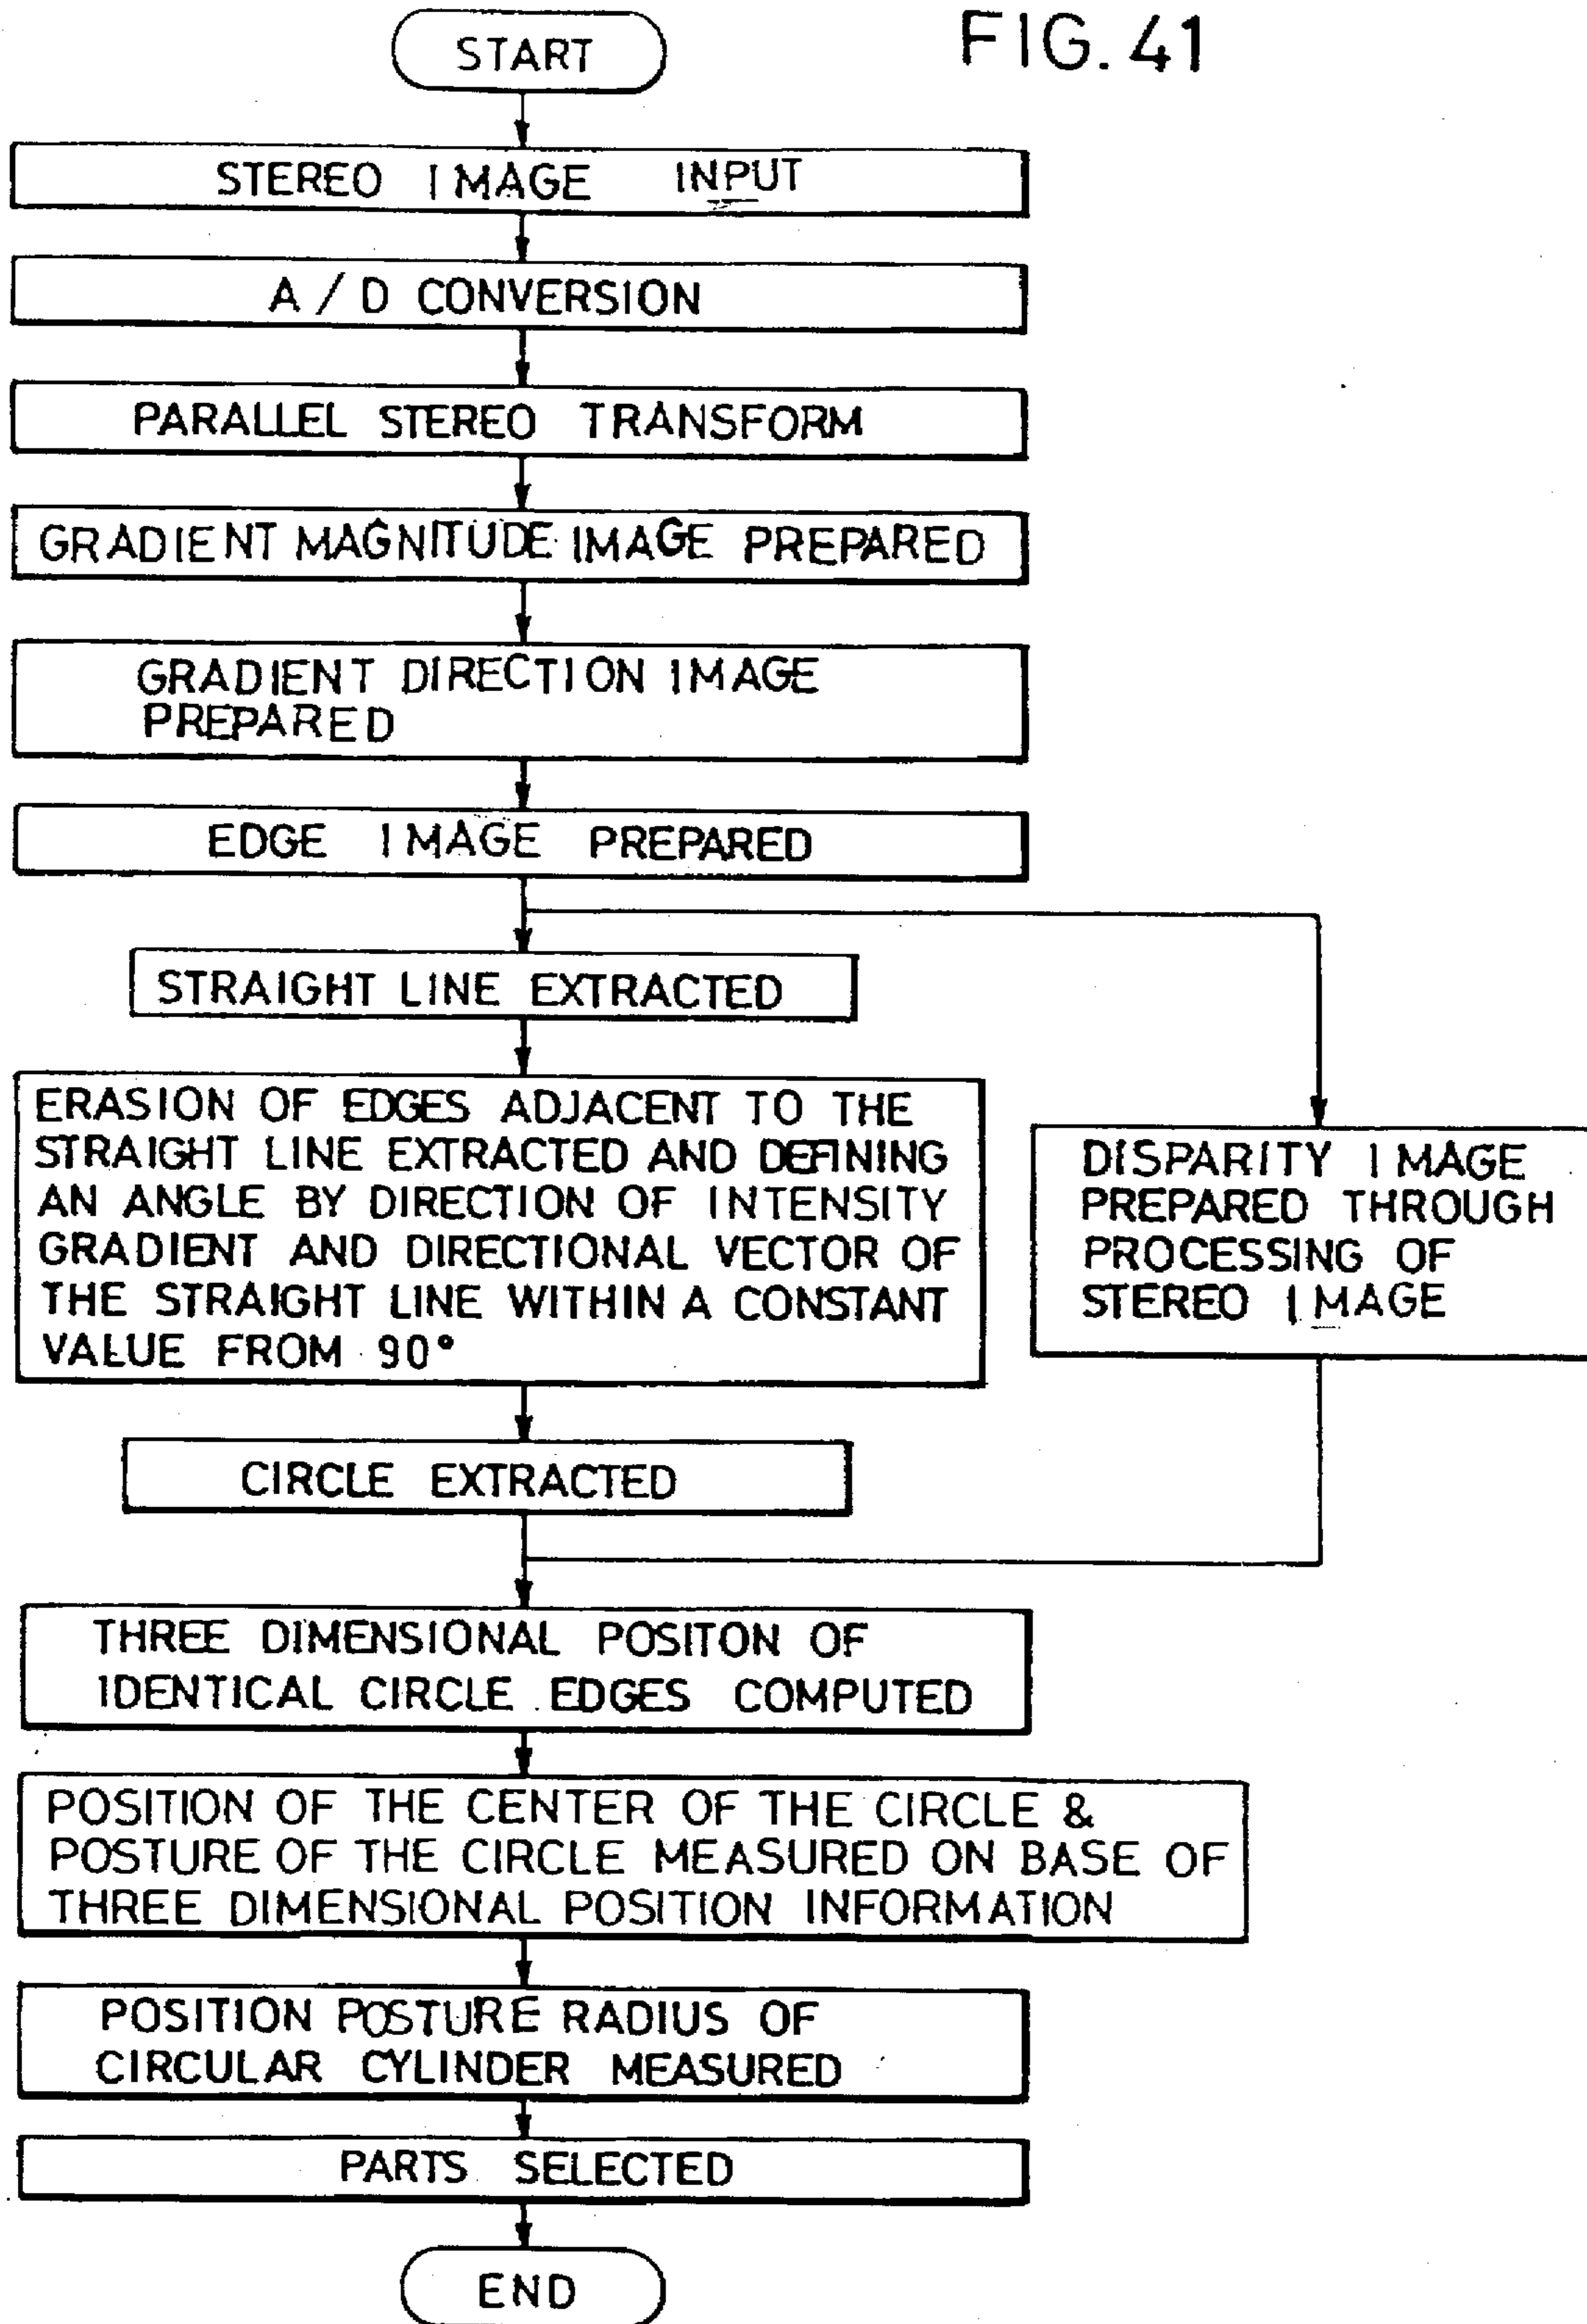 FIG. 41
START
STEREO IMAGE INPUT
A / D CONVERSION
PARALLEL STEREO TRANSFORM
GRADIENT MAGNITUDE IMAGE PREPARED
GRADIENT DIRECTION IMAGE
PREPARED
EDGE IMAGE PREPARED
STRAIGHT LINE EXTRACTED
ERASION OF EDGES ADJACENT TO THE
STRAIGHT LINE EXTRACTED AND DEFINING
AN ANGLE BY DIRECTION OF INTENSITY
GRADIENT AND DIRECTIONAL VECTOR OF
THE STRAIGHT LINE WITHIN A CONSTANT
VALUE FROM 90°
DISPARITY IMAGE
PREPARED THROUGH
PROCESSING OF
STEREO IMAGE
CIRCLE EXTRACTED
THREE DIMENSIONAL POSITON OF
IDENTICAL CIRCLE EDGES COMPUTED
POSITION OF THE CENTER OF THE CIRCLE &
POSTURE OF THE CIRCLE MEASURED ON BASE OF
THREE DIMENSIONAL POSITION INFORMATION
POSITION POSTURE RADIUS OF
CIRCULAR CYLINDER MEASURED
PARTS SELECTED
END